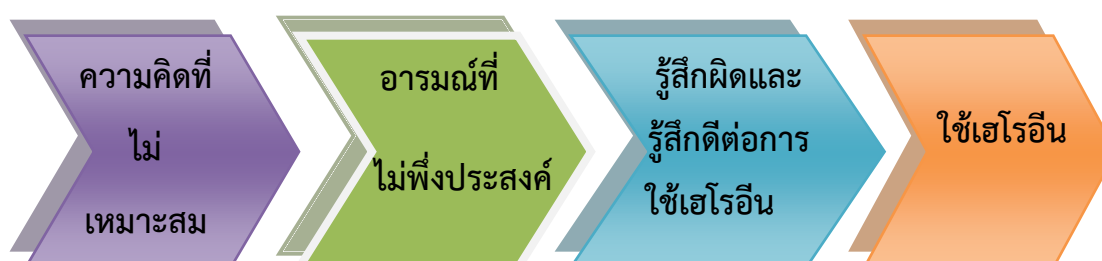 ความคิดที่
ไม่
เหมาะสม
อารมณ์ที่
ไม่พึ่งประสงค์
รู้สึกผิดและ
รู้สึกดีต่อการ
ใช้เฮโรอีน
ใช้เฮโรอีน